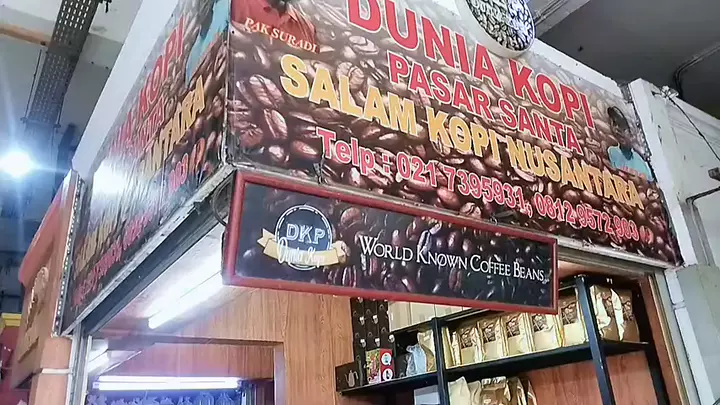 PAK SURADI
DUNIA KOPI
PASAR SANTA
SALAM KOPI NUSANTARA
Telp : 021 7395931, 0812 9572 989
DKP
Dunia Kopi
WORLD KNOWN COFFEE BEANS